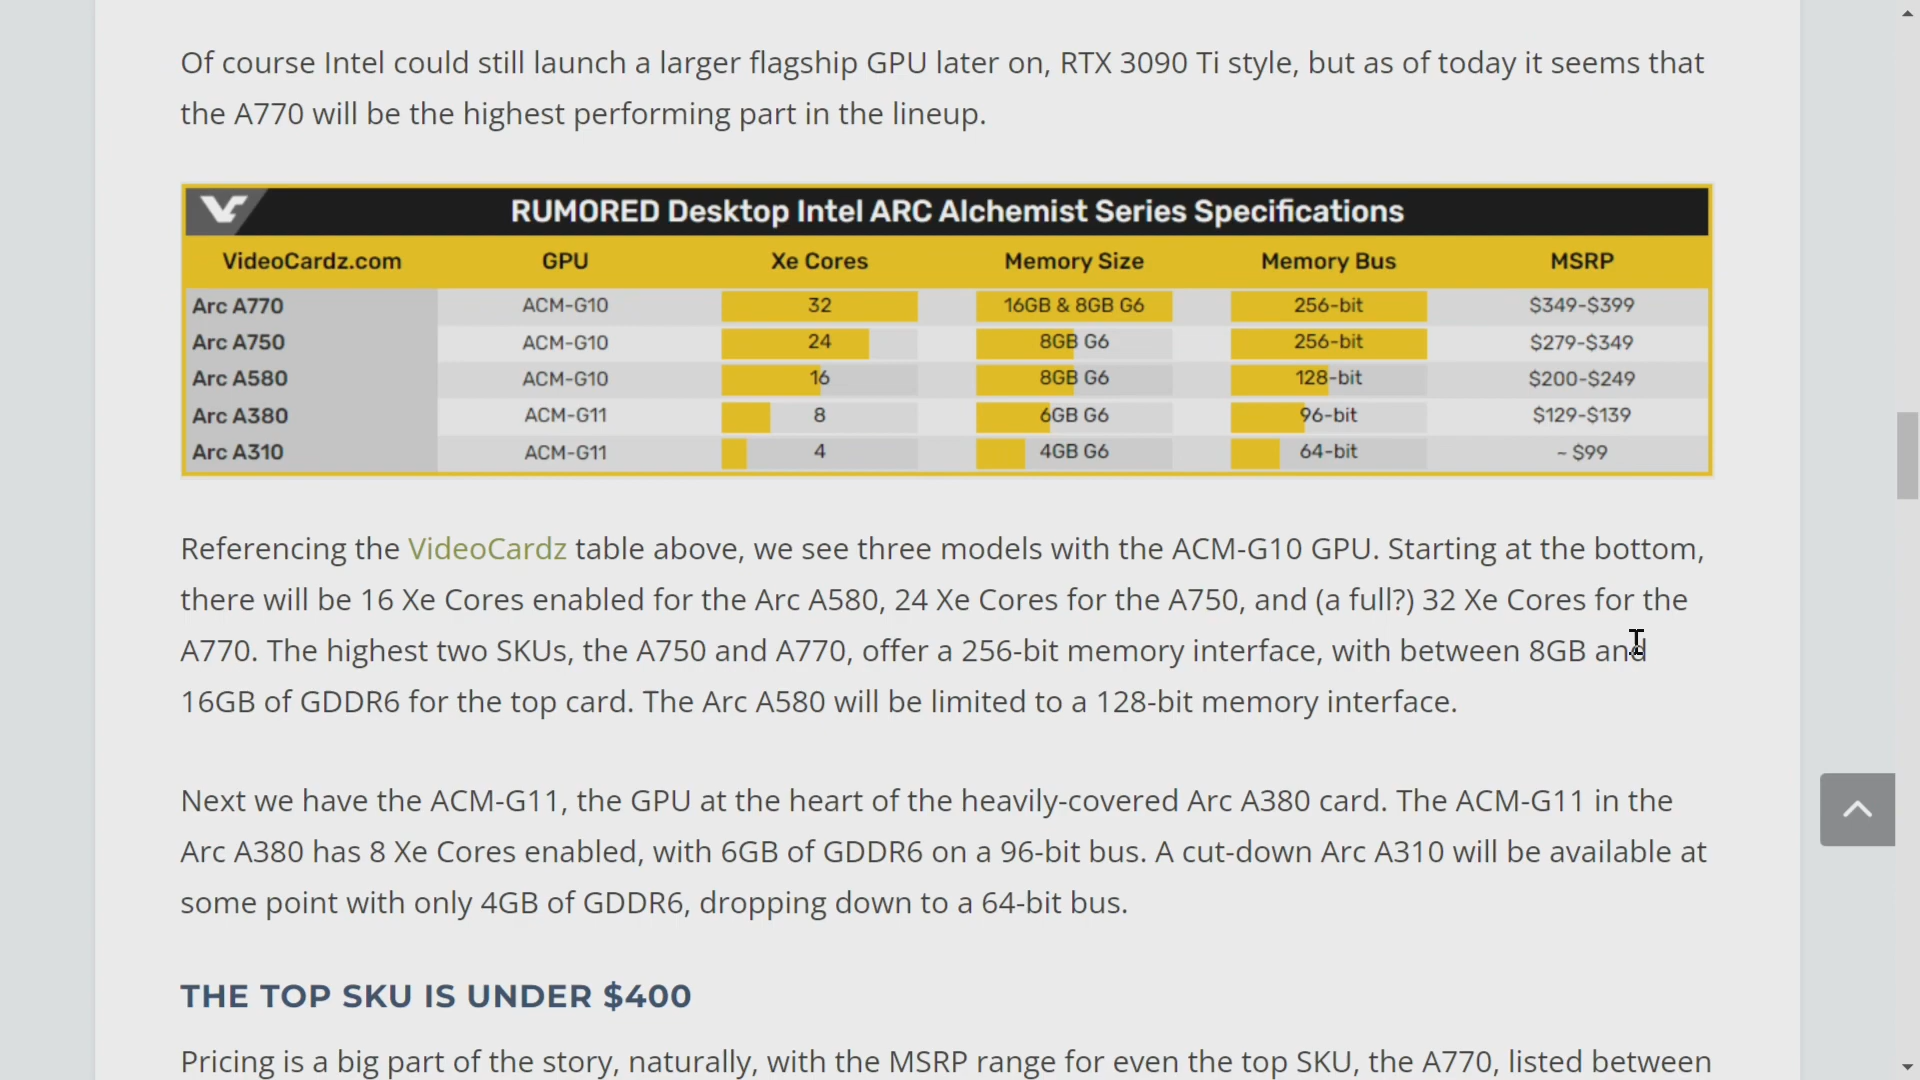 Of course Intel could still launch a larger flagship GPU later on, RTX 3090 Ti style, but as of today it seems that
the A770 will be the highest performing part in the lineup.
RUMORED Desktop Intel ARC Alchemist Series Specifications
VideoCardz.com GPU Xe Cores Memory Size Memory Bus MSRP
Arc A770 ACM-G10 32 16GB & 8GB G6 256-bit $349-$399
Arc A750 ACM-G10 24 8GB G6 256-bit $279-$349
Arc A580 ACM-G10 16 8GB G6 128-bit $200-$249
Arc A380 ACM-G11 8 6GB G6 96-bit $129-$139
Arc A310 ACM-G11 4 4GB G6 64-bit ~ $99
Referencing the VideoCardz table above, we see three models with the ACM-G10 GPU. Starting at the bottom,
there will be 16 Xe Cores enabled for the Arc A580, 24 Xe Cores for the A750, and (a full?) 32 Xe Cores for the
A770. The highest two SKUs, the A750 and A770, offer a 256-bit memory interface, with between 8GB and
16GB of GDDR6 for the top card. The Arc A580 will be limited to a 128-bit memory interface.
Next we have the ACM-G11, the GPU at the heart of the heavily-covered Arc A380 card. The ACM-G11 in the
Arc A380 has 8 Xe Cores enabled, with 6GB of GDDR6 on a 96-bit bus. A cut-down Arc A310 will be available at
some point with only 4GB of GDDR6, dropping down to a 64-bit bus.
THE TOP SKU IS UNDER $400
Pricing is a big part of the story, naturally, with the MSRP range for even the top SKU, the A770, listed between